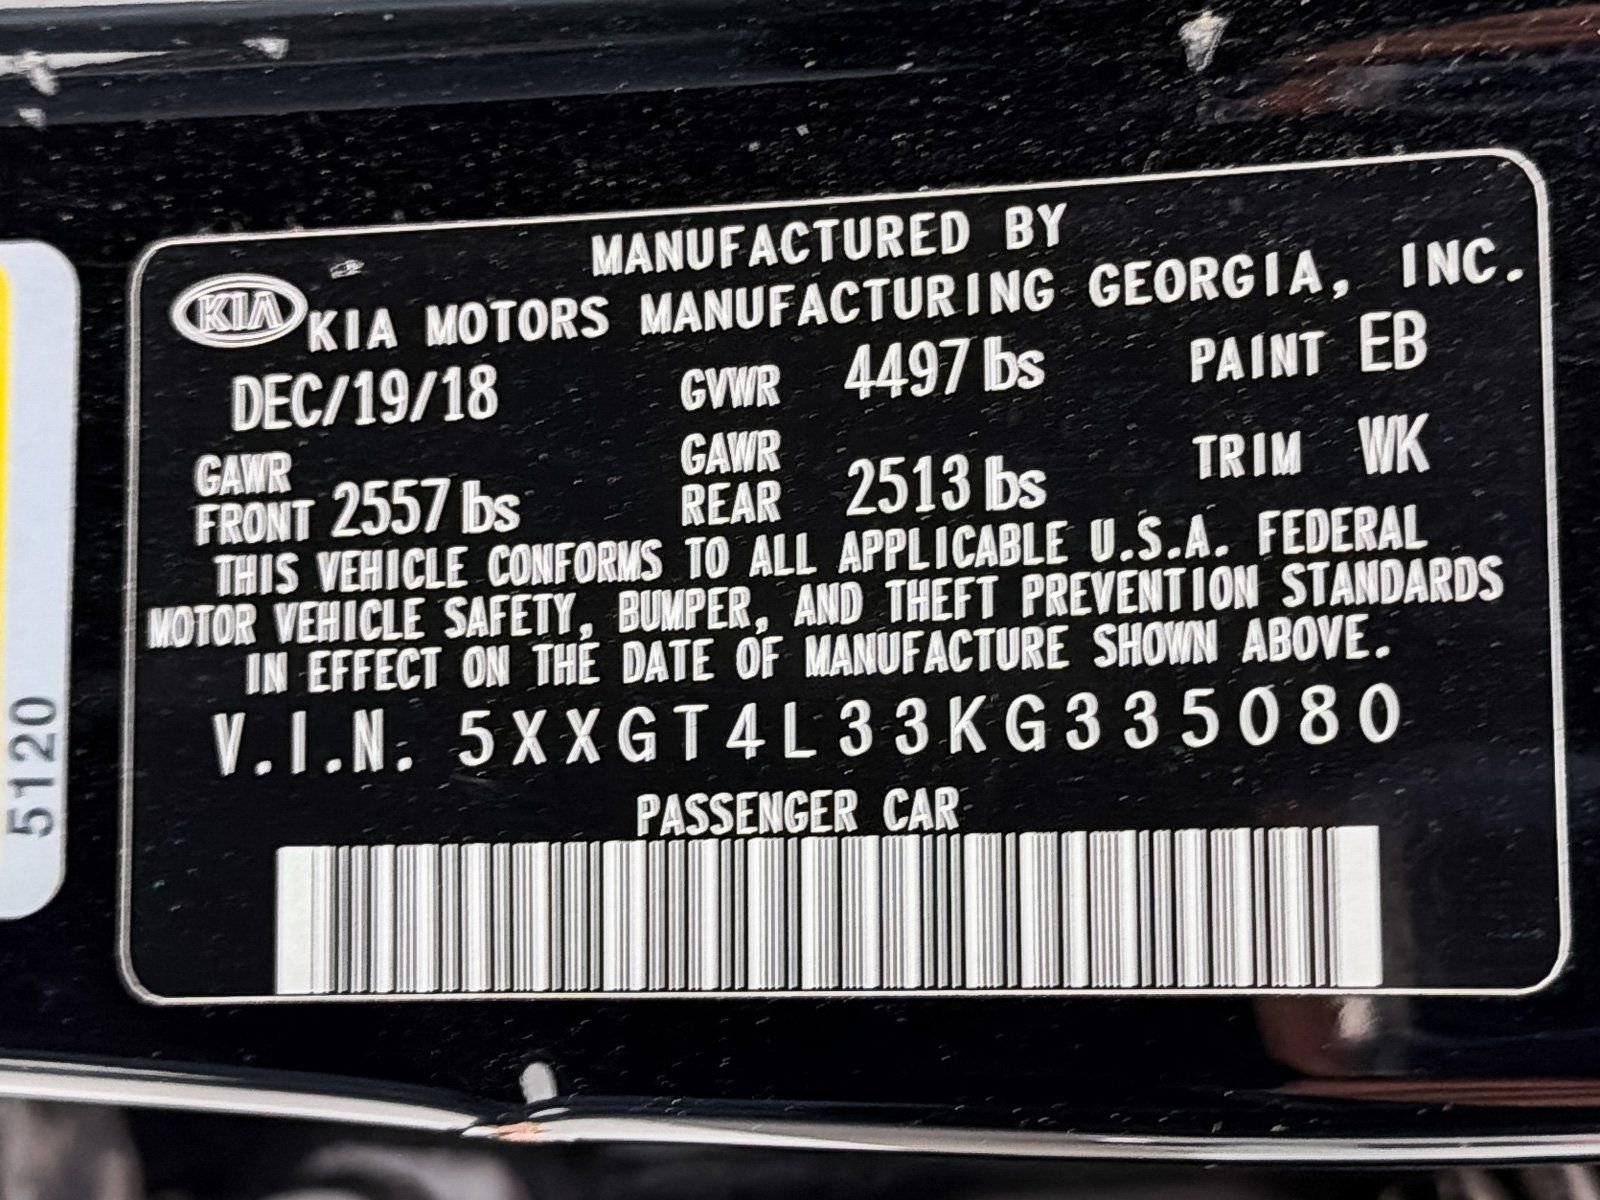 MANUFACTURED BY
KIA KIA MOTORS MANUFACTURING GEORGIA, INC.
DEC/19/18 GVWR 4497 lbs PAINT EB
GAWR FRONT 2557 lbs GAWR REAR 2513 lbs TRIM WK
THIS VEHICLE CONFORMS TO ALL APPLICABLE U.S.A. FEDERAL
MOTOR VEHICLE SAFETY, BUMPER, AND THEFT PREVENTION STANDARDS
IN EFFECT ON THE DATE OF MANUFACTURE SHOWN ABOVE.
V.I.N. 5XXGT4L33KG335080
PASSENGER CAR
5120